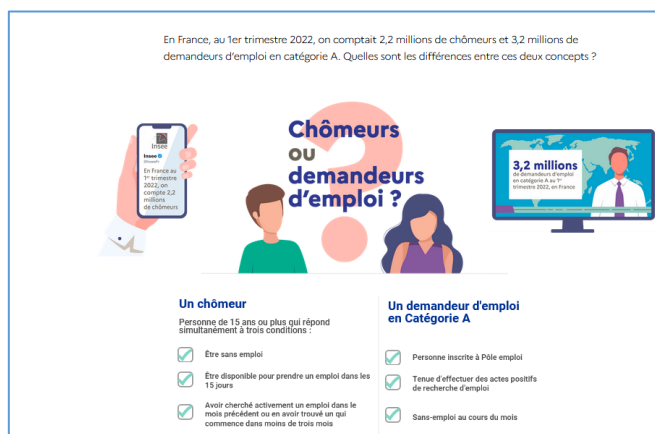 En France, au 1er trimestre 2022, on comptait 2,2 millions de chômeurs et 3,2 millions de
demandeurs d'emploi en catégorie A. Quelles sont les différences entre ces deux concepts ?
Insee
Insee
@InseeFr
En France au
1er trimestre
2022, on
compte 2,2
millions
de chômeurs
Chômeurs
ou
demandeurs
d'emploi ?
3,2 millions
de demandeurs d'emploi
en catégorie A au 1er
trimestre 2022, en France
Un chômeur
Personne de 15 ans ou plus qui répond
simultanément à trois conditions :
Être sans emploi
Être disponible pour prendre un emploi dans les
15 jours
Avoir cherché activement un emploi dans le
mois précédent ou en avoir trouvé un qui
commence dans moins de trois mois
Un demandeur d'emploi
en Catégorie A
Personne inscrite à Pôle emploi
Tenue d'effectuer des actes positifs
de recherche d'emploi
Sans-emploi au cours du mois